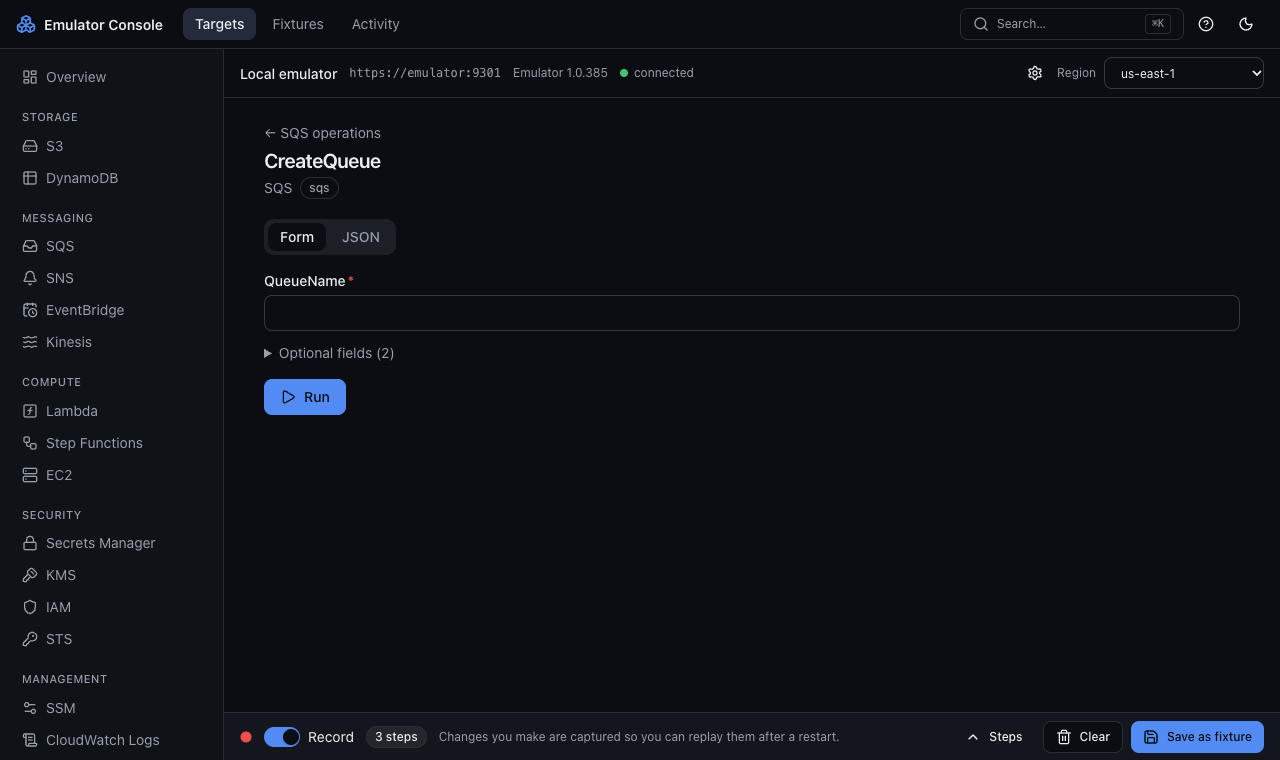 Emulator Console
Targets
Fixtures
Activity
Search...
⌘K
Overview
STORAGE
S3
DynamoDB
MESSAGING
SQS
SNS
EventBridge
Kinesis
COMPUTE
Lambda
Step Functions
EC2
SECURITY
Secrets Manager
KMS
IAM
STS
MANAGEMENT
SSM
CloudWatch Logs
Local emulator https://emulator:9301 Emulator 1.0.385 connected
Region us-east-1
← SQS operations
CreateQueue
SQS sqs
Form JSON
QueueName*
Optional fields (2)
Run
Record 3 steps Changes you make are captured so you can replay them after a restart.
Steps Clear Save as fixture